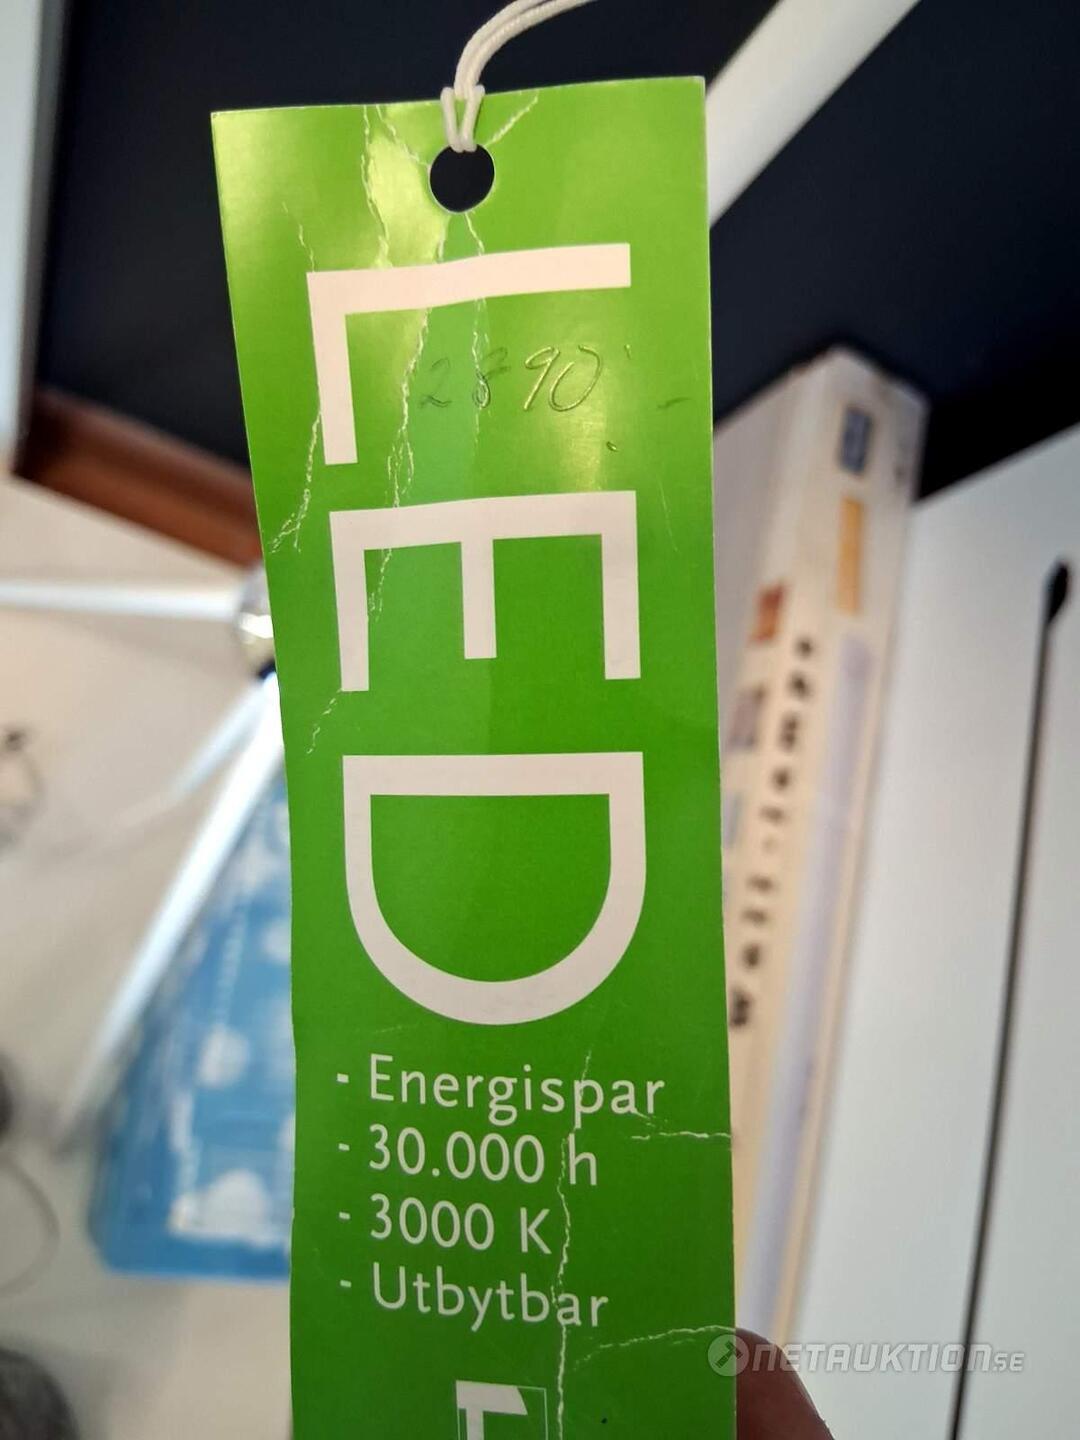 LED
2890:-
- Energispar
- 30.000 h
- 3000 K
- Utbytbar
NETAUKTION.SE